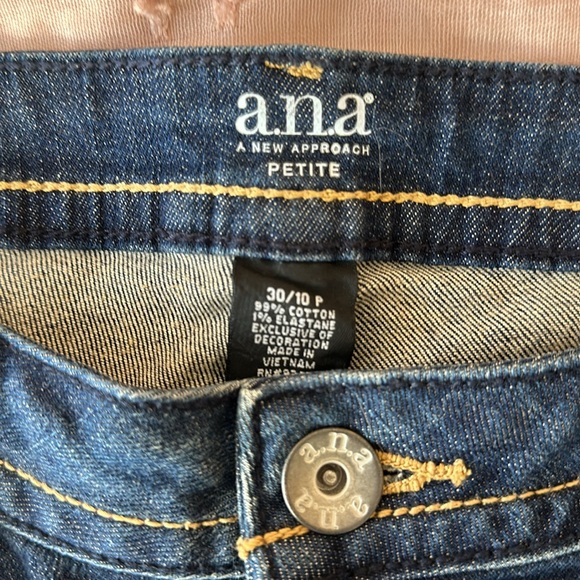 a.n.a®
A NEW APPROACH
PETITE
30/10 P
99% COTTON
1% ELASTANE
EXCLUSIVE OF
DECORATION
MADE IN
VIETNAM
a.n.a
a.n.a